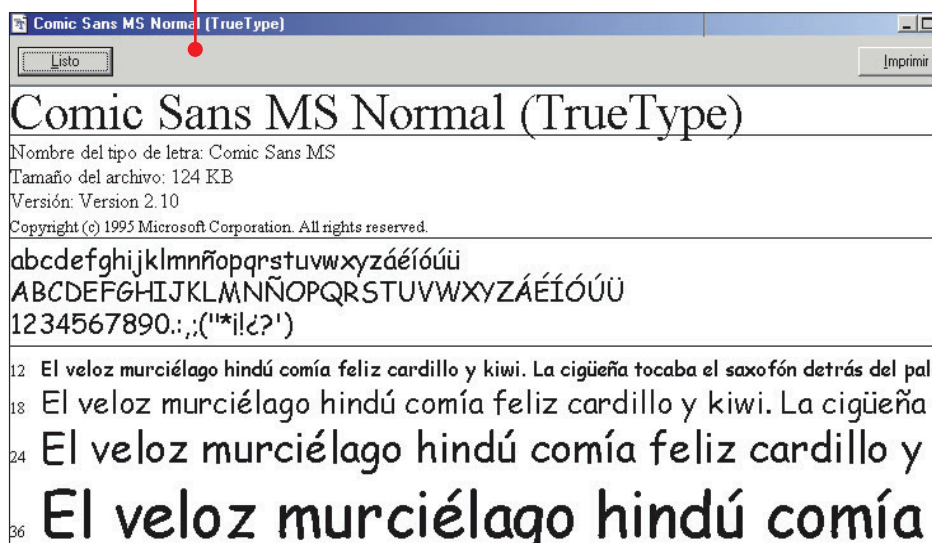 Comic Sans MS Normal (TrueType)
Listo
Imprimir
Comic Sans MS Normal (TrueType)
Nombre del tipo de letra: Comic Sans MS
Tamaño del archivo: 124 KB
Versión: Version 2.10
Copyright (c) 1995 Microsoft Corporation. All rights reserved.
abcdefghijklmnñopqrstuvwxyzáéíóúü
ABCDEFGHIJKLMNÑOPQRSTUVWXYZÁÉÍÓÚÜ
1234567890.:,;("*¡!¿?')
12 El veloz murciélago hindú comía feliz cardillo y kiwi. La cigüeña tocaba el saxofón detrás del pal
18 El veloz murciélago hindú comía feliz cardillo y kiwi. La cigüeña
24 El veloz murciélago hindú comía feliz cardillo y
36 El veloz murciélago hindú comía